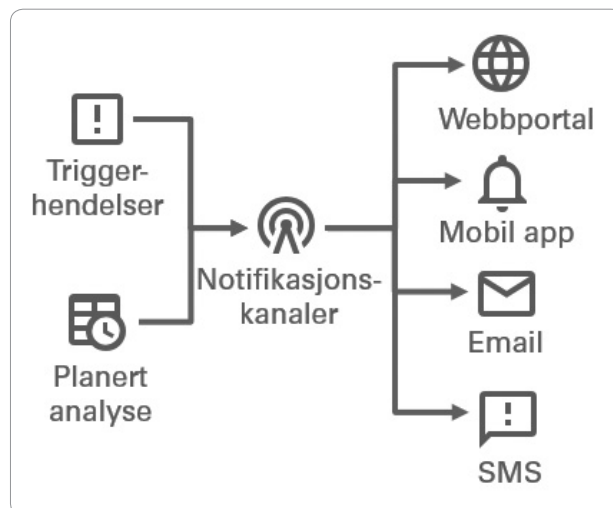 Trigger-
hendelser
Planert
analyse
Notifikasjons-
kanaler
Webbportal
Mobil app
Email
SMS